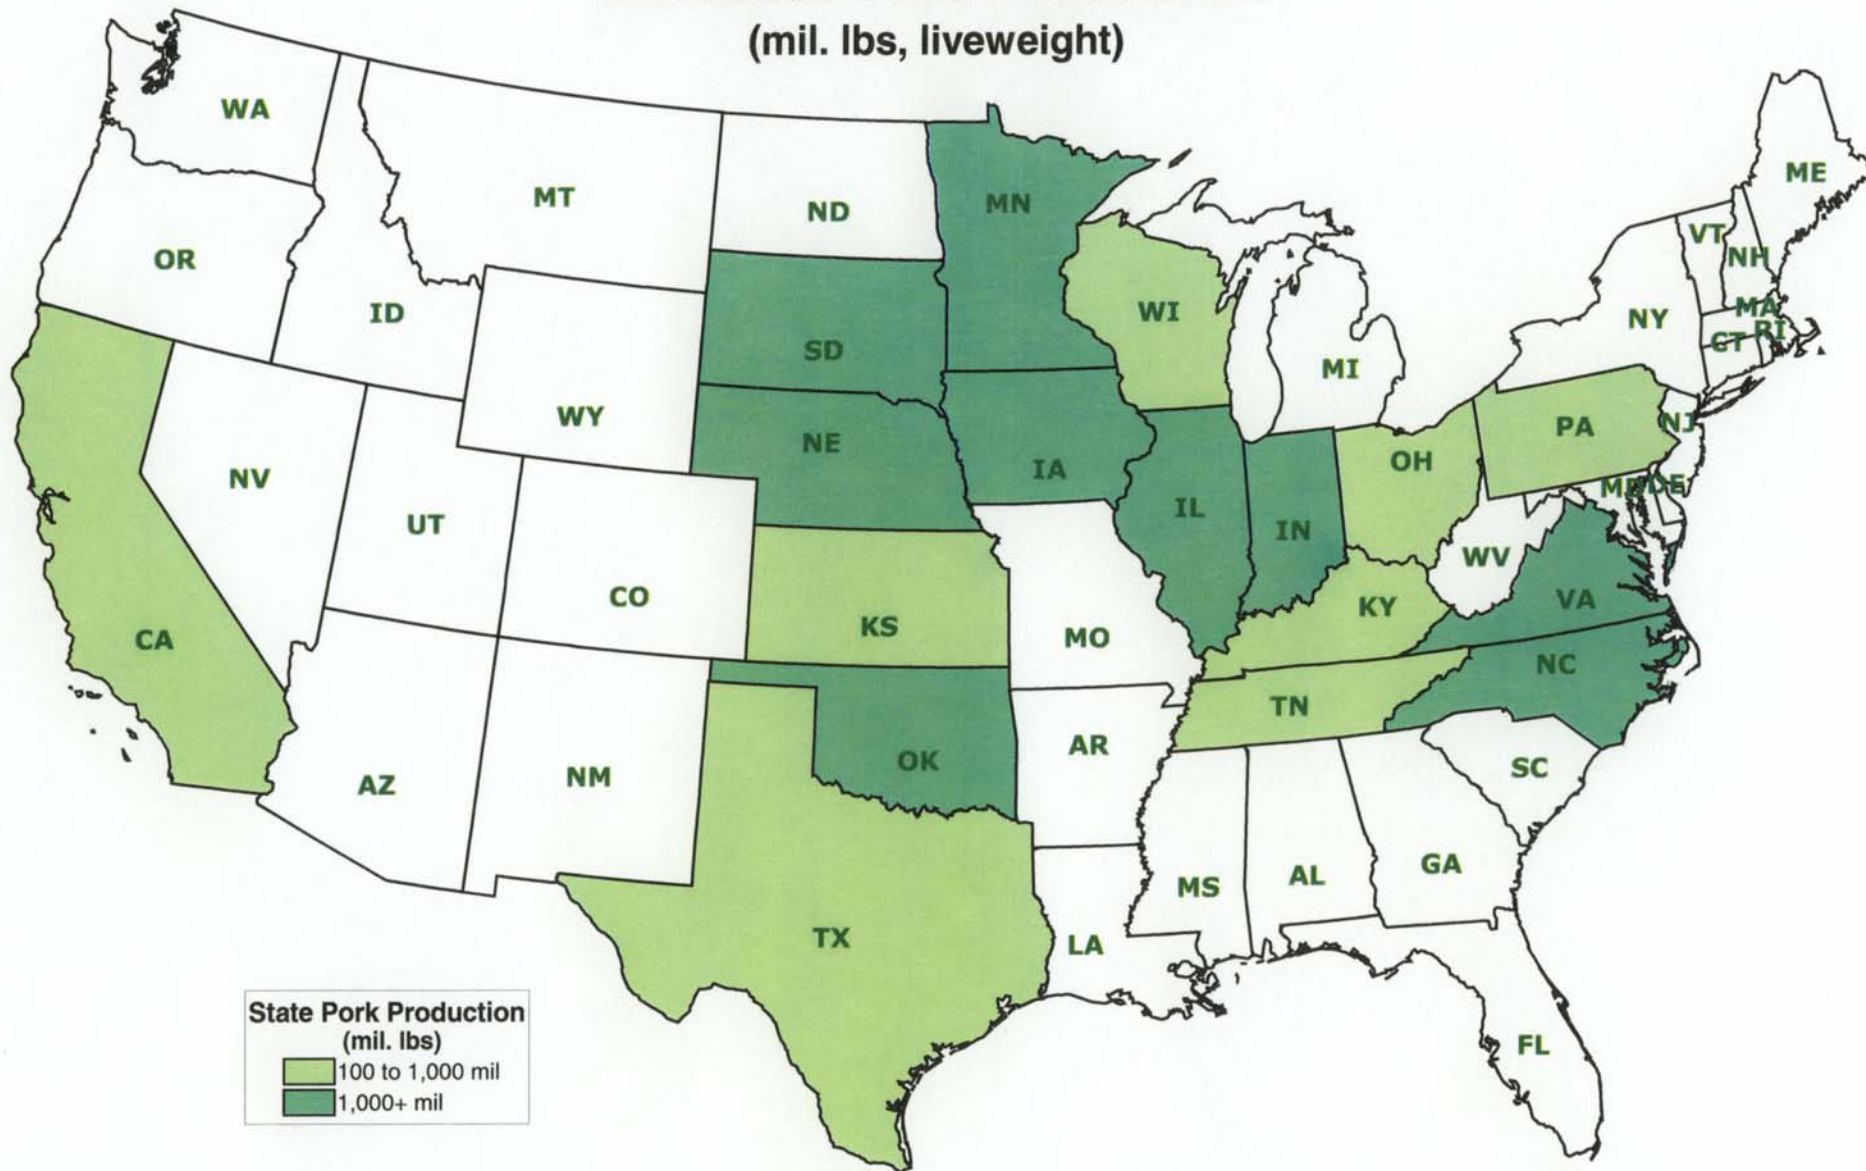 (mil. lbs, liveweight)
WA
MT
ND
MN
ME
OR
ID
VT
NH
WI
MA
NY
RI
CT
SD
MI
WY
NE
PA
NJ
OH
IA
NV
MD
DE
IL
UT
IN
WV
CO
VA
KY
KS
CA
MO
NC
TN
AR
OK
SC
AZ
NM
GA
AL
MS
TX
LA
FL
State Pork Production
(mil. lbs)
100 to 1,000 mil
1,000+ mil